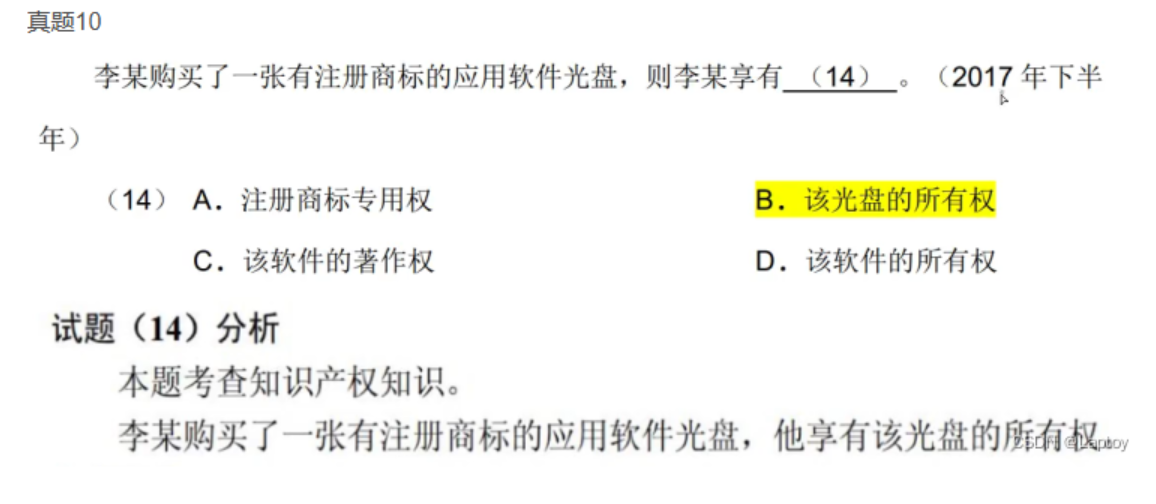 真题10
李某购买了一张有注册商标的应用软件光盘，则李某享有（14）。（2017年下半
年）
（14） A．注册商标专用权 B．该光盘的所有权
C．该软件的著作权 D．该软件的所有权
试题（14）分析
本题考查知识产权知识。
李某购买了一张有注册商标的应用软件光盘，他享有该光盘的所有权
CSDN @Laptoy